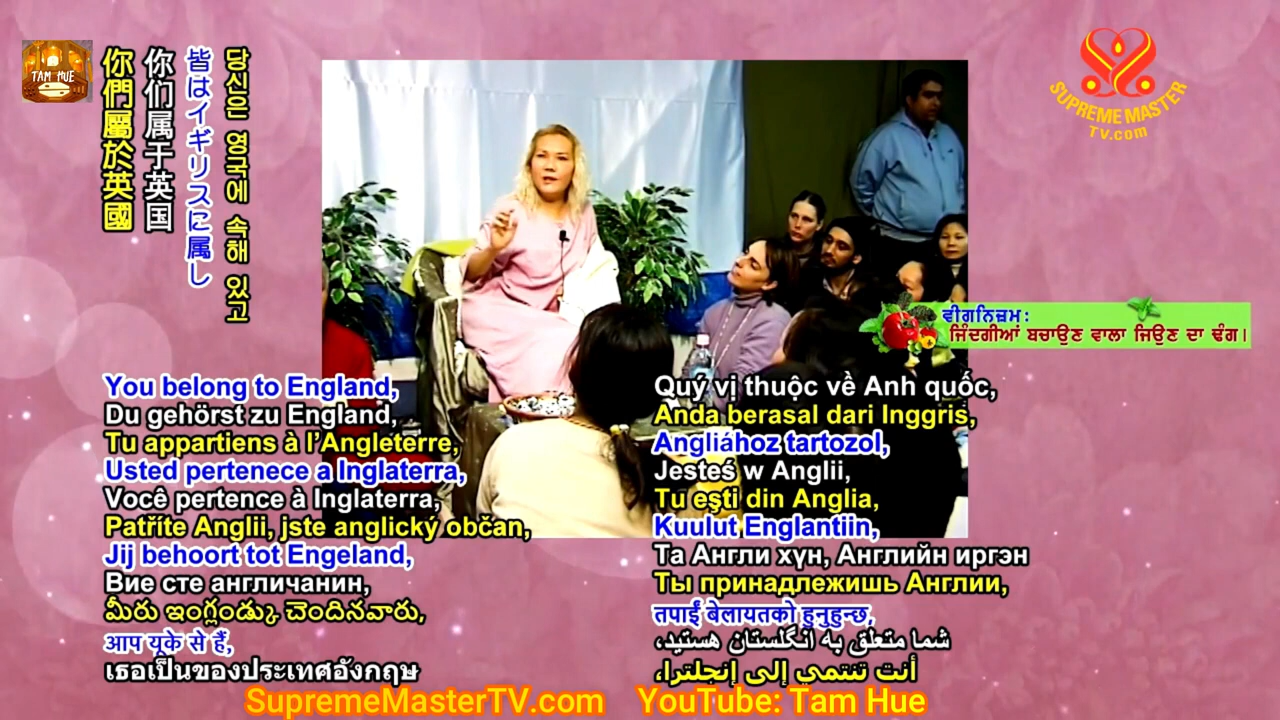 TAM HUE
你們屬於英國
你们属于英国
皆はイギリスに属し
당신은 영국에 속해 있고
SUPREME MASTER
TV.com
ਵੀਗਨਿਜ਼ਮ:
ਜ਼ਿੰਦਗੀਆਂ ਬਚਾਉਣ ਵਾਲਾ ਜਿਉਣ ਦਾ ਢੰਗ।
You belong to England,
Du gehörst zu England,
Tu appartiens à l'Angleterre,
Usted pertenece a Inglaterra,
Você pertence à Inglaterra,
Patříte Anglii, jste anglický občan,
Jij behoort tot Engeland,
Вие сте англичанин,
మీరు ఇంగ్లండ్కు చెందినవారు,
आप यूके से हैं,
เธอเป็นของประเทศอังกฤษ
Quý vị thuộc về Anh quốc,
Anda berasal dari Inggris,
Angliához tartozol,
Jesteś w Anglii,
Tu eşti din Anglia,
Kuulut Englantiin,
Та Англи хүн, Английн иргэн
Ты принадлежишь Англии,
तपाईं बेलायतको हुनुहुन्छ,
شما متعلق به انگلستان هستید،
أنت تنتمي إلى إنجلترا،
SupremeMasterTV.com YouTube: Tam Hue